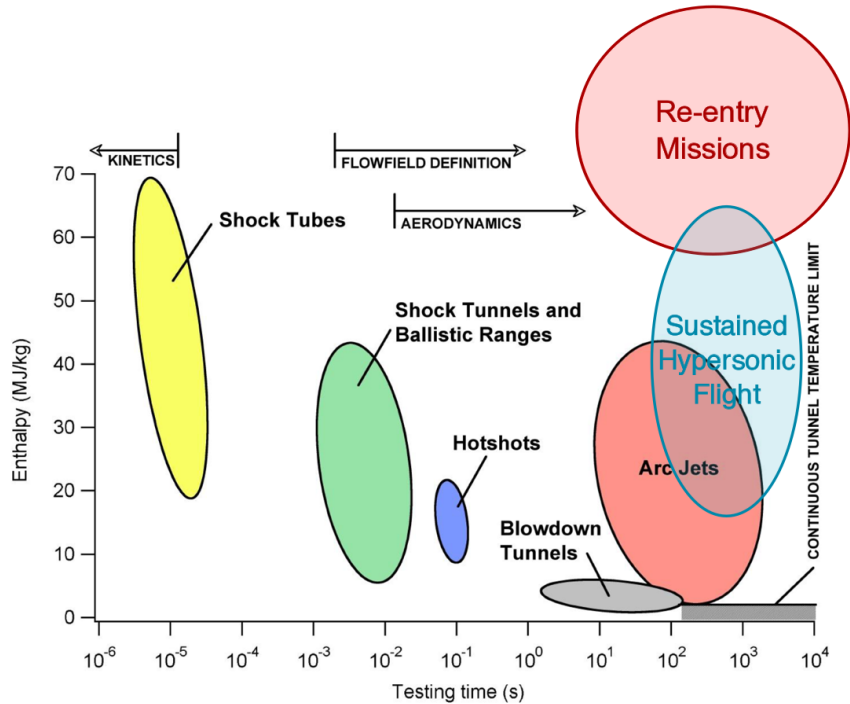 Re-entry
Missions
KINETICS
FLOWFIELD DEFINITION
AERODYNAMICS
Shock Tubes
Shock Tunnels and
Ballistic Ranges
Hotshots
Blowdown
Tunnels
Arc Jets
Sustained
Hypersonic
Flight
CONTINUOUS TUNNEL TEMPERATURE LIMIT
Enthalpy (MJ/kg)
70
60
50
40
30
20
10
0
10⁻⁶ 10⁻⁵ 10⁻⁴ 10⁻³ 10⁻² 10⁻¹ 10⁰ 10¹ 10² 10³ 10⁴
Testing time (s)